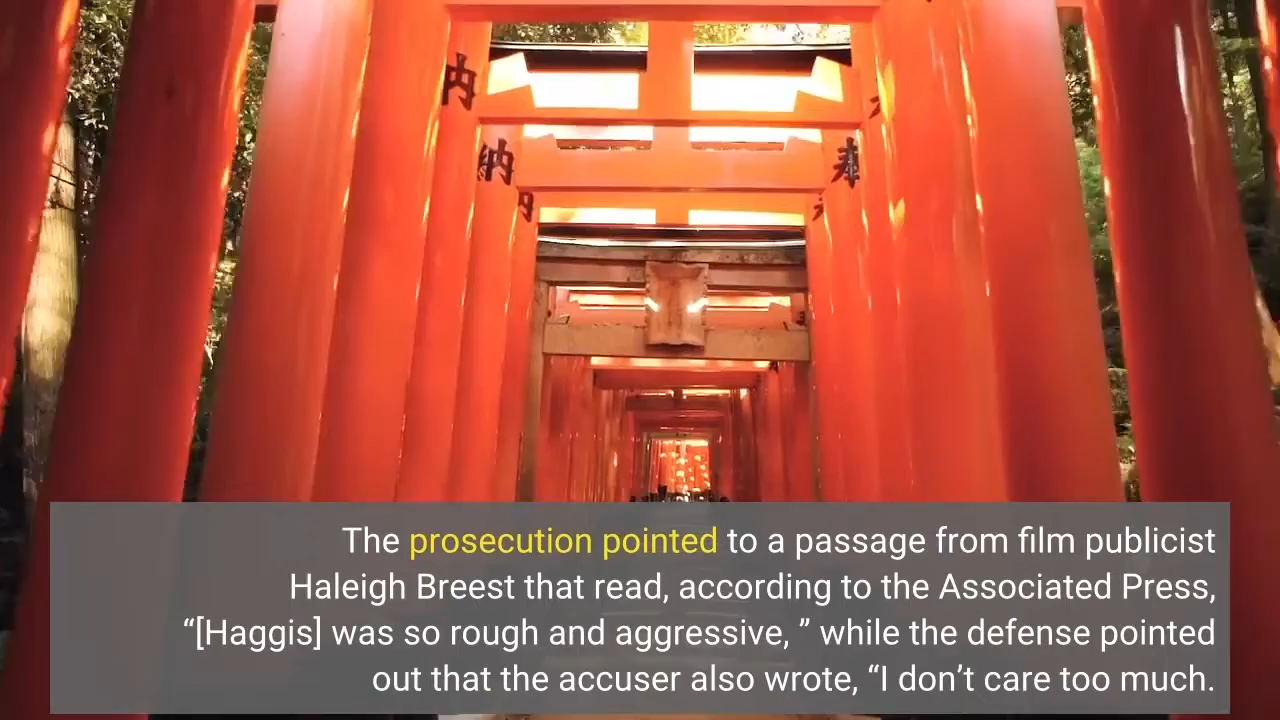 内
納
奉
The prosecution pointed to a passage from film publicist
Haleigh Breest that read, according to the Associated Press,
“[Haggis] was so rough and aggressive, ” while the defense pointed
out that the accuser also wrote, “I don’t care too much.